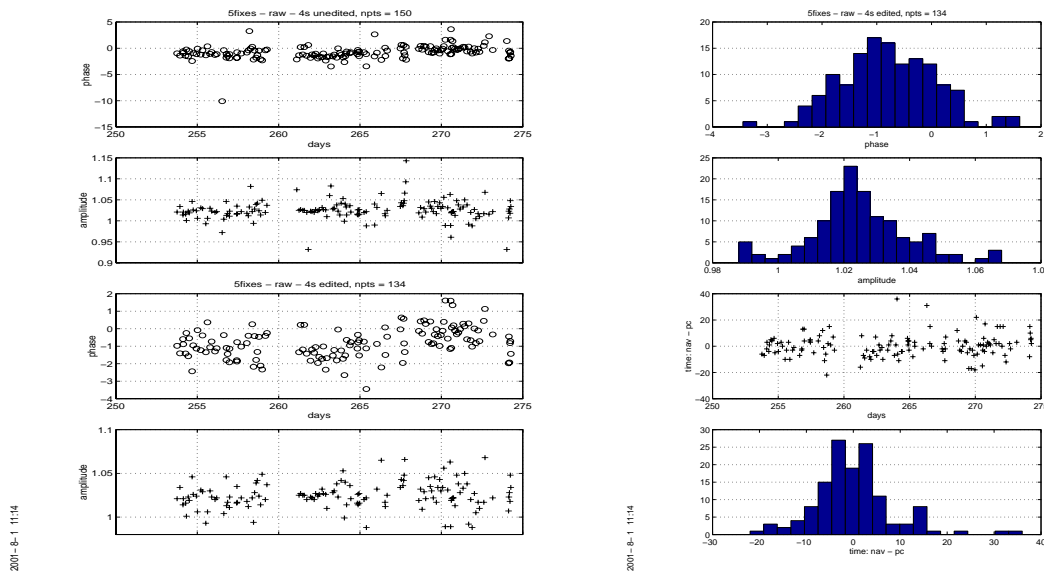 5fixes − raw − 4s unedited, npts = 150
5
0
−5
−10
−15
phase
250 255 260 265 270 275
days
1.15
1.1
1.05
1
0.95
0.9
amplitude
5fixes − raw − 4s edited, npts = 134
2
1
0
−1
−2
−3
−4
phase
250 255 260 265 270 275
days
1.1
1.05
1
amplitude
2001− 8− 1 11:14
5fixes − raw − 4s edited, npts = 134
20
15
10
5
0
−4 −3 −2 −1 0 1 2
phase
25
20
15
10
5
0
0.98 1 1.02 1.04 1.06 1.0
amplitude
40
20
0
−20
−40
time: nav − pc
250 255 260 265 270 275
days
30
25
20
15
10
5
0
−30 −20 −10 0 10 20 30 40
time: nav − pc
2001− 8− 1 11:14